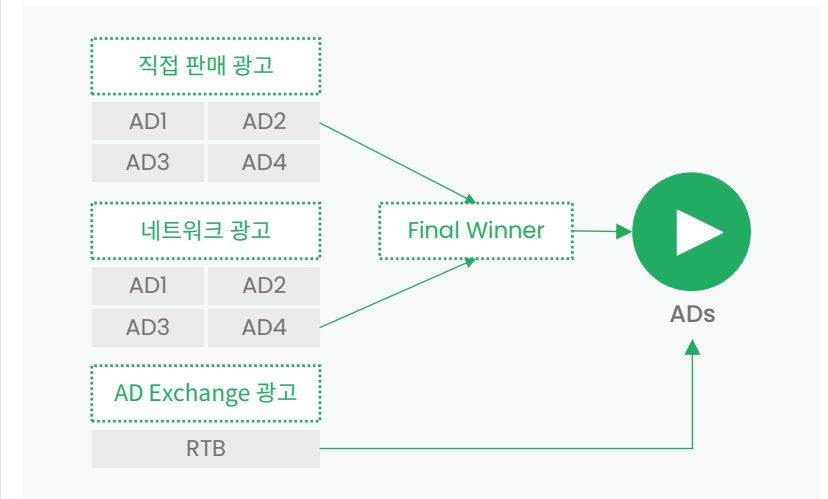 직접 판매 광고
AD1 AD2
AD3 AD4
네트워크 광고
AD1 AD2
AD3 AD4
AD Exchange 광고
RTB
Final Winner
ADs